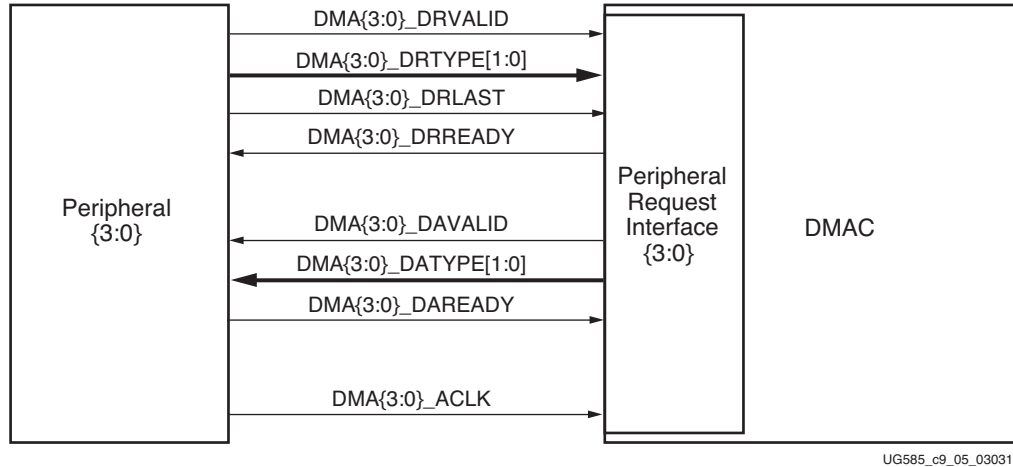 DMA{3:0}_DRVALID
DMA{3:0}_DRTYPE[1:0]
DMA{3:0}_DRLAST
DMA{3:0}_DRREADY
Peripheral
{3:0}
DMA{3:0}_DAVALID
DMA{3:0}_DATYPE[1:0]
DMA{3:0}_DAREADY
DMA{3:0}_ACLK
Peripheral
Request
Interface
{3:0}
DMAC
UG585_c9_05_03031